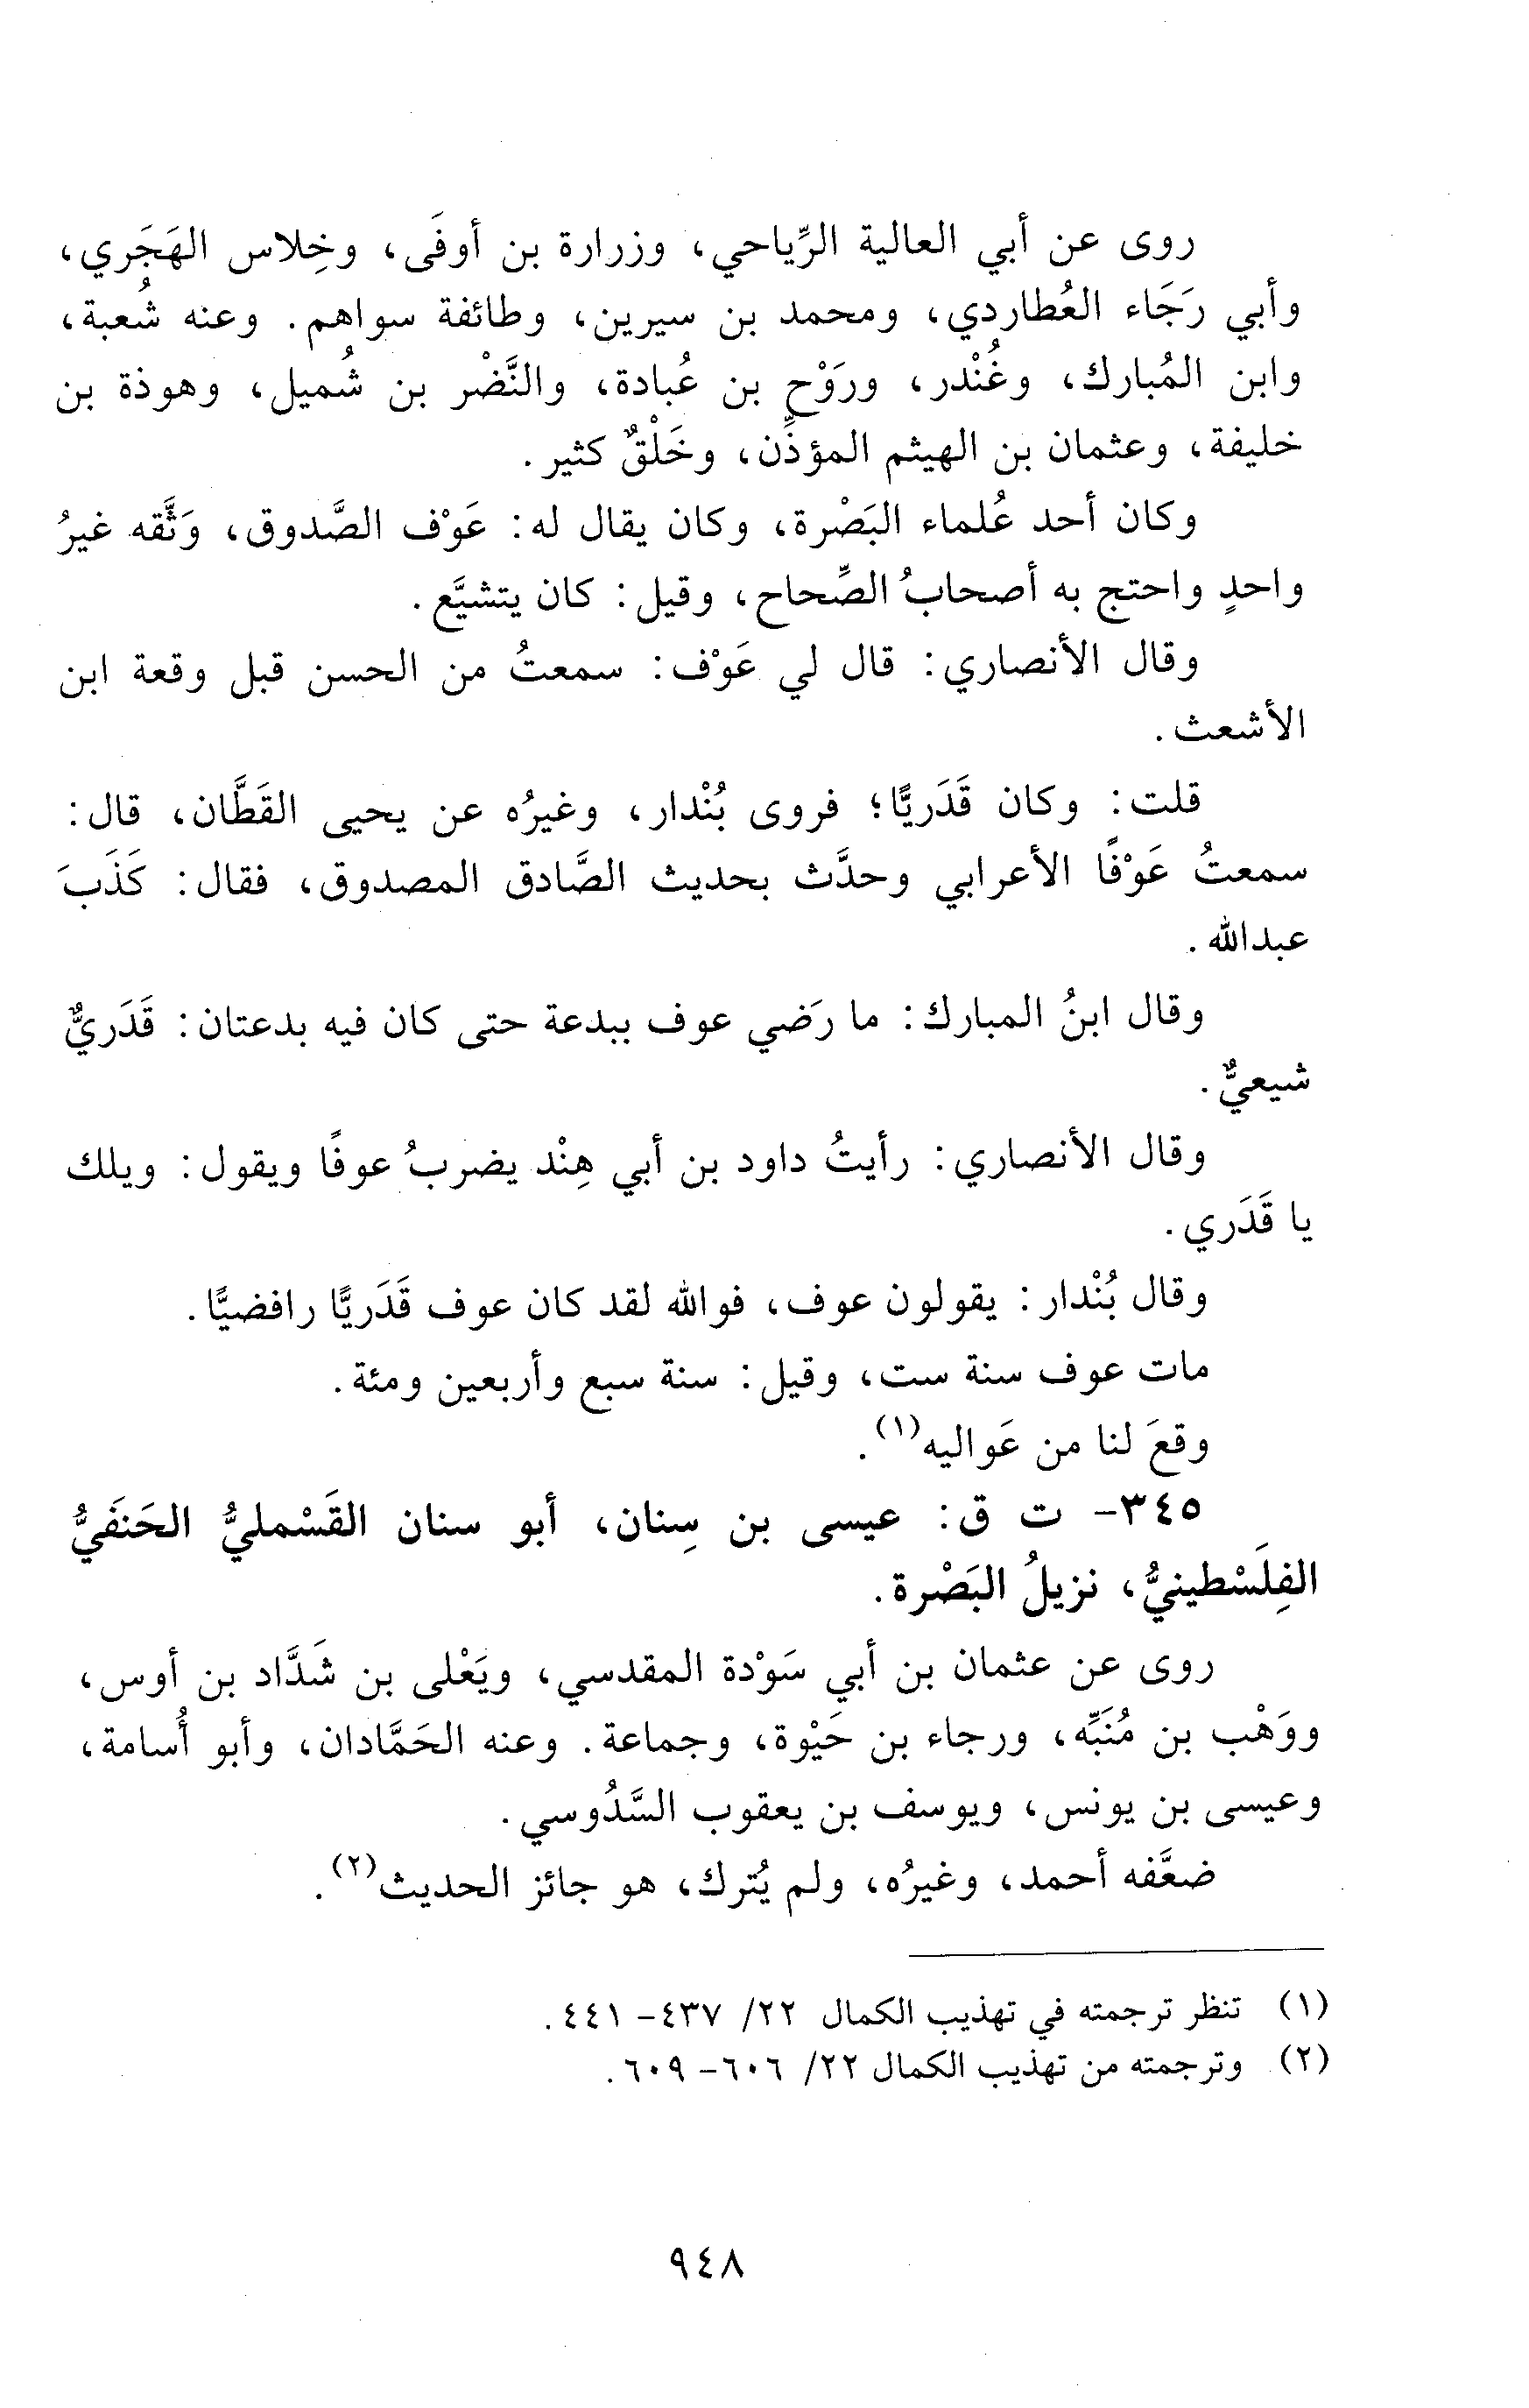 روى عن أبي العالية الرِّياحي، وزرارة بن أوفَى، وخِلاس الهَجَري،
وأبي رَجَاء العُطاردي، ومحمد بن سيرين، وطائفة سواهم. وعنه شُعبة،
وابن المُبارك، وغُنْدر، ورَوْح بن عُبادة، والنَّضْر بن شُميل، وهوذة بن
خليفة، وعثمان بن الهيثم المؤذِّن، وخَلْقٌ كثير.
وكان أحد عُلماء البَصْرة، وكان يقال له: عَوْف الصَّدوق، وَثَّقه غيرُ
واحدٍ واحتج به أصحابُ الصِّحاح، وقيل: كان يتشيَّع.
وقال الأنصاري: قال لي عَوْف: سمعتُ من الحسن قبل وقعة ابن
الأشعث.
قلت: وكان قَدَريًّا؛ فروى بُنْدار، وغيرُه عن يحيى القَطَّان، قال:
سمعتُ عَوْفًا الأعرابي وحدَّث بحديث الصَّادق المصدوق، فقال: كَذَبَ
عبدالله.
وقال ابنُ المبارك: ما رَضي عوف ببدعة حتى كان فيه بدعتان: قَدَريٌّ
شيعيٌّ.
وقال الأنصاري: رأيتُ داود بن أبي هِنْد يضربُ عوفًا ويقول: ويلك
يا قَدَري.
وقال بُنْدار: يقولون عوف، فوالله لقد كان عوف قَدَريًّا رافضيًّا.
مات عوف سنة ست، وقيل: سنة سبع وأربعين ومئة.
وقعَ لنا من عَواليه(١).
٣٤٥- ت ق: عيسى بن سِنان، أبو سنان القَسْمليُّ الحَنَفيُّ
الفِلَسْطينيُّ، نزيلُ البَصْرة.
روى عن عثمان بن أبي سَوْدة المقدسي، ويَعْلى بن شَدَّاد بن أوس،
ووَهْب بن مُنَبِّه، ورجاء بن حَيْوة، وجماعة. وعنه الحَمَّادان، وأبو أُسامة،
وعيسى بن يونس، ويوسف بن يعقوب السَّدُوسي.
ضعَّفه أحمد، وغيرُه، ولم يُترك، هو جائز الحديث(٢).
(١) تنظر ترجمته في تهذيب الكمال ٢٢/ ٤٣٧- ٤٤١.
(٢) وترجمته من تهذيب الكمال ٢٢/ ٦٠٦- ٦٠٩.
٩٤٨